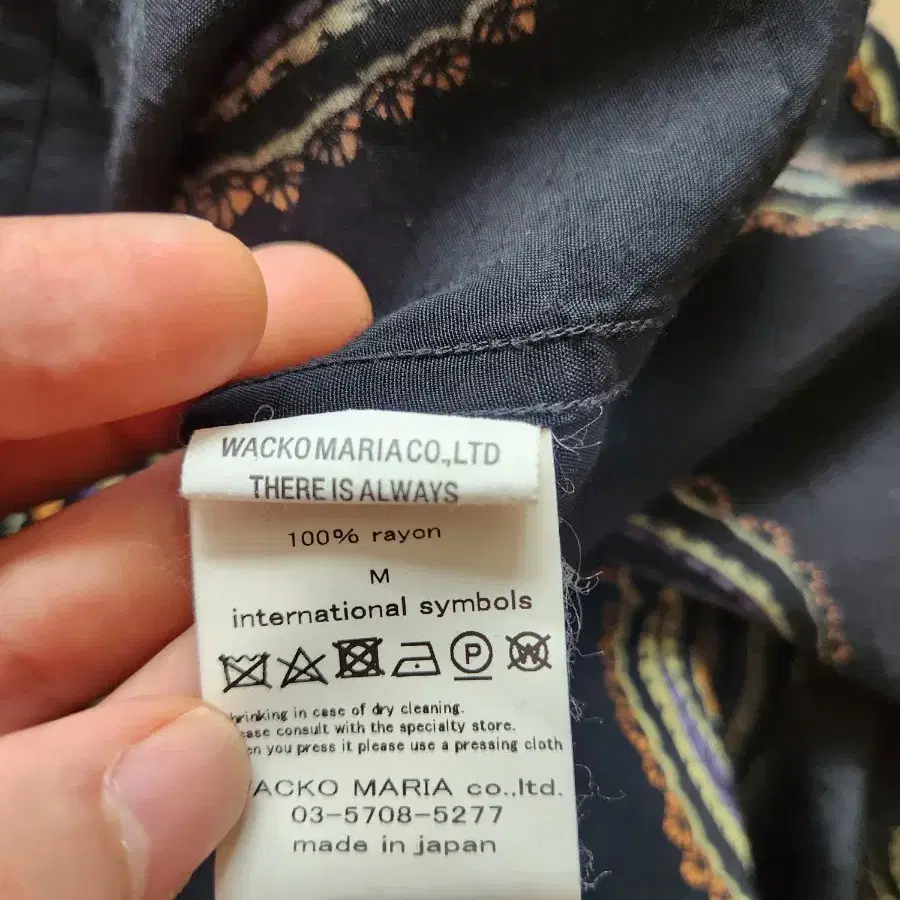 WACKO MARIA CO.,LTD
THERE IS ALWAYS
100% rayon
M
international symbols
P W
in case of dry cleaning.
consult with the specialty store.
you press it please use a pressing cloth
MARIA co.,ltd.
03-5708-5277
made in japan